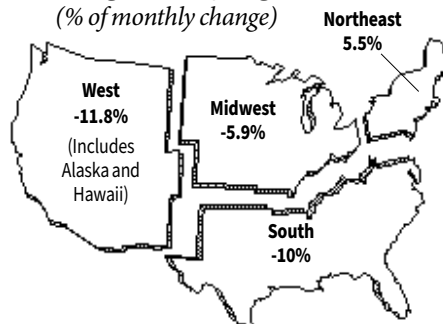 (% of monthly change)
Northeast
5.5%
West
-11.8%
(Includes
Alaska and
Hawaii)
Midwest
-5.9%
South
-10%